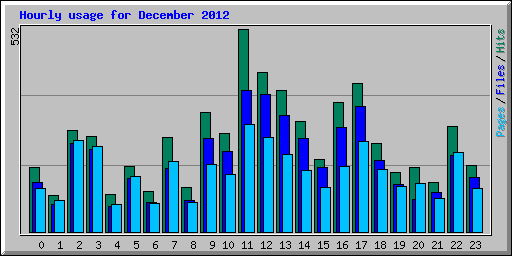 Hourly usage for December 2012
532
Pages / Files / Hits
0 1 2 3 4 5 6 7 8 9 10 11 12 13 14 15 16 17 18 19 20 21 22 23